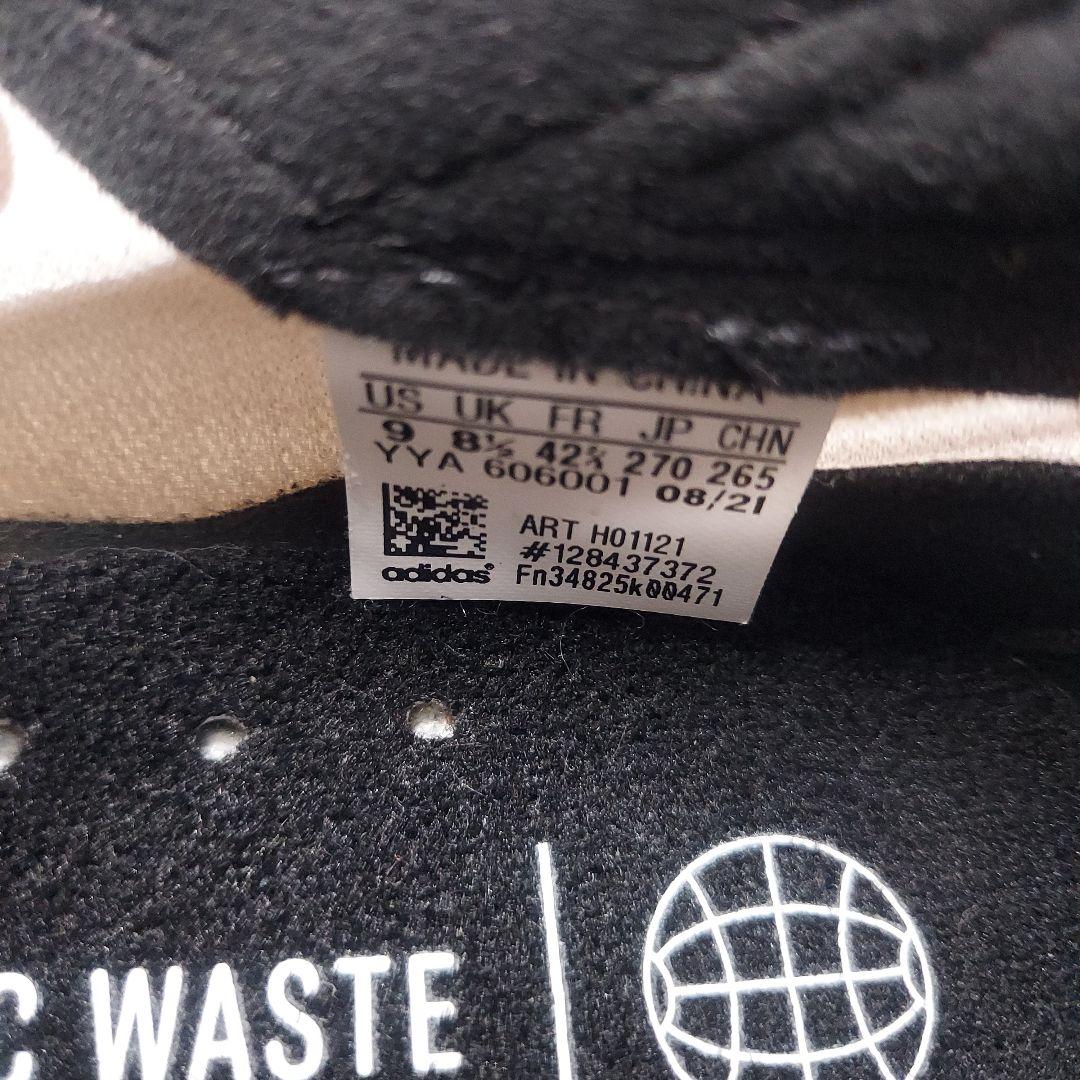 MADE IN CHINA
US UK FR JP CHN
9 8½ 42⅔ 270 265
YYA 606001 08/21
ART H01121
#128437372
Fn34825k00471
adidas®
C WASTE